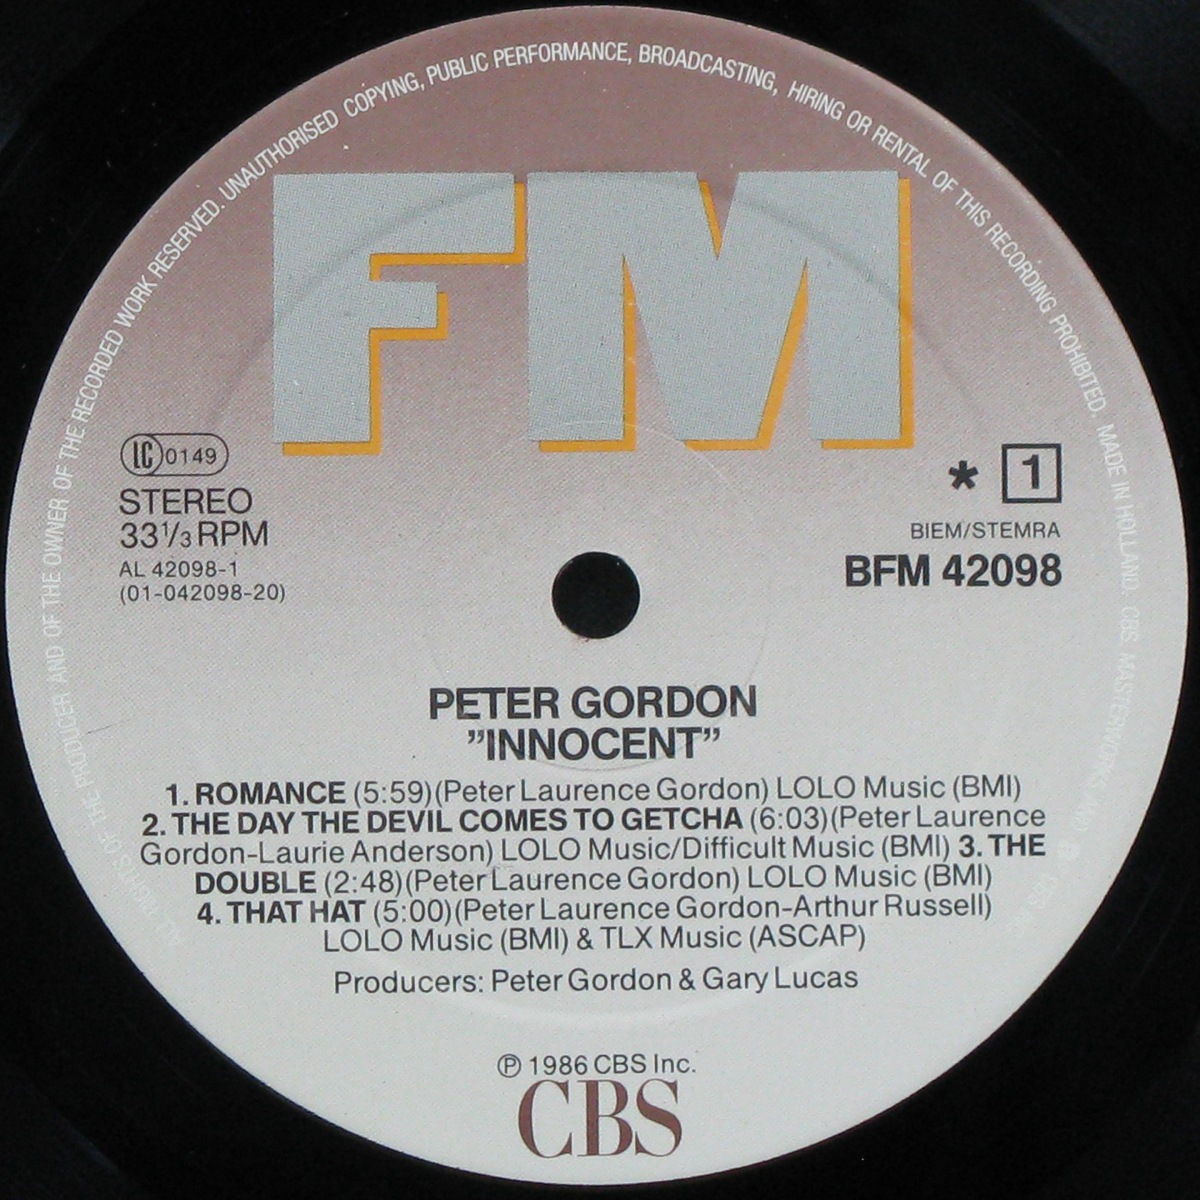 ALL RIGHTS OF THE PRODUCER AND OF THE OWNER OF THE RECORDED WORK RESERVED. UNAUTHORISED COPYING, PUBLIC PERFORMANCE, BROADCASTING, HIRING OR RENTAL OF THIS RECORDING PROHIBITED. MADE IN HOLLAND. CBS MASTERWORKS
FM
LC 0149
STEREO
33 1/3 RPM
AL 42098-1
(01-042098-20)
* 1
BIEM/STEMRA
BFM 42098
PETER GORDON
"INNOCENT"
1. ROMANCE (5:59)(Peter Laurence Gordon) LOLO Music (BMI)
2. THE DAY THE DEVIL COMES TO GETCHA (6:03)(Peter Laurence
Gordon-Laurie Anderson) LOLO Music/Difficult Music (BMI) 3. THE
DOUBLE (2:48)(Peter Laurence Gordon) LOLO Music (BMI)
4. THAT HAT (5:00)(Peter Laurence Gordon-Arthur Russell)
LOLO Music (BMI) & TLX Music (ASCAP)
Producers: Peter Gordon & Gary Lucas
℗ 1986 CBS Inc.
CBS